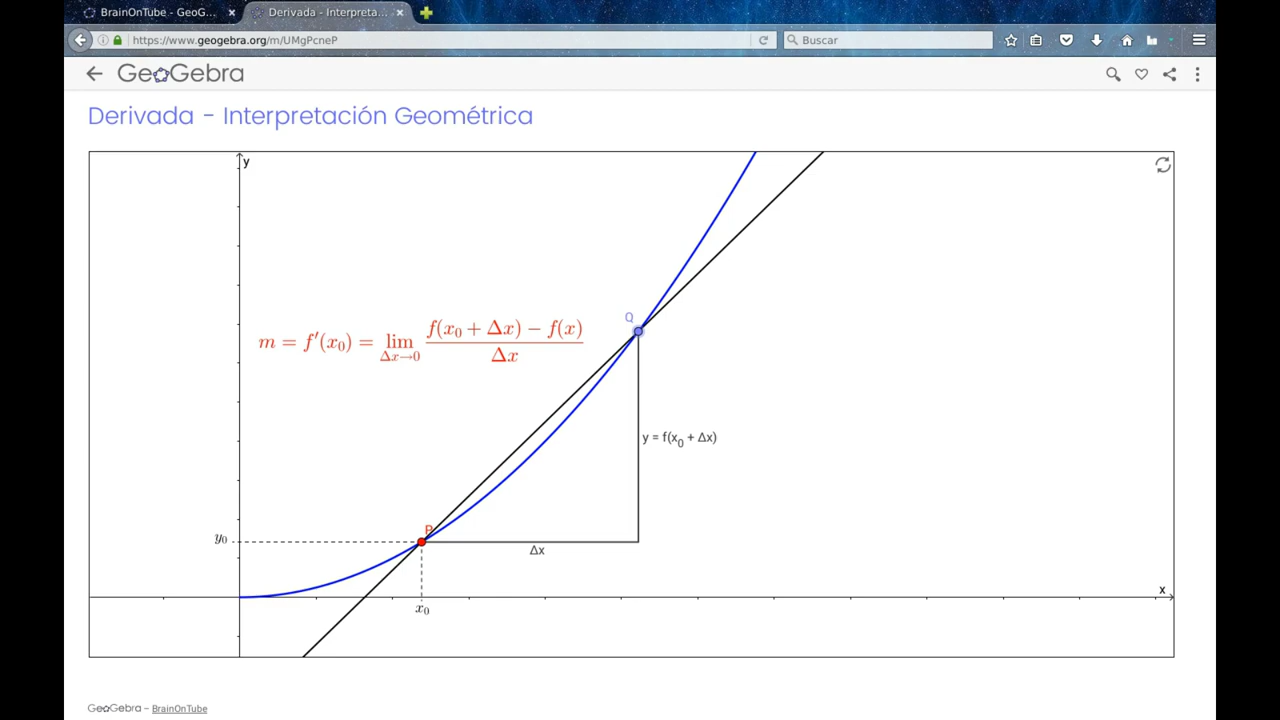 BrainOnTube - GeoG...
Derivada - Interpreta...
https://www.geogebra.org/m/UMgPcneP
Buscar
GeoGebra
Derivada - Interpretación Geométrica
y
Q
m = f′(x₀) = lim Δx→0 f(x₀ + Δx) − f(x) / Δx
y = f(x₀ + Δx)
P
y₀
Δx
x
x₀
GeoGebra – BrainOnTube